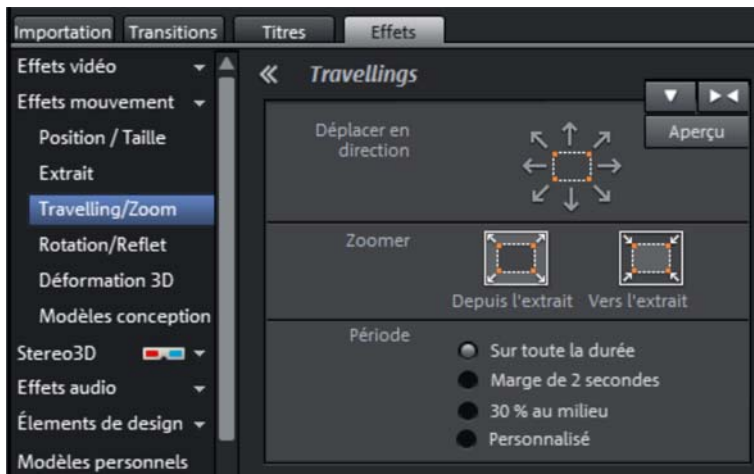 Importation Transitions Titres Effets
Effets vidéo
Effets mouvement
Position / Taille
Extrait
Travelling/Zoom
Rotation/Reflet
Déformation 3D
Modèles conception
Stereo3D
Effets audio
Élements de design
Modèles personnels
Travellings
Aperçu
Déplacer en
direction
Zoomer
Depuis l'extrait Vers l'extrait
Période
Sur toute la durée
Marge de 2 secondes
30 % au milieu
Personnalisé